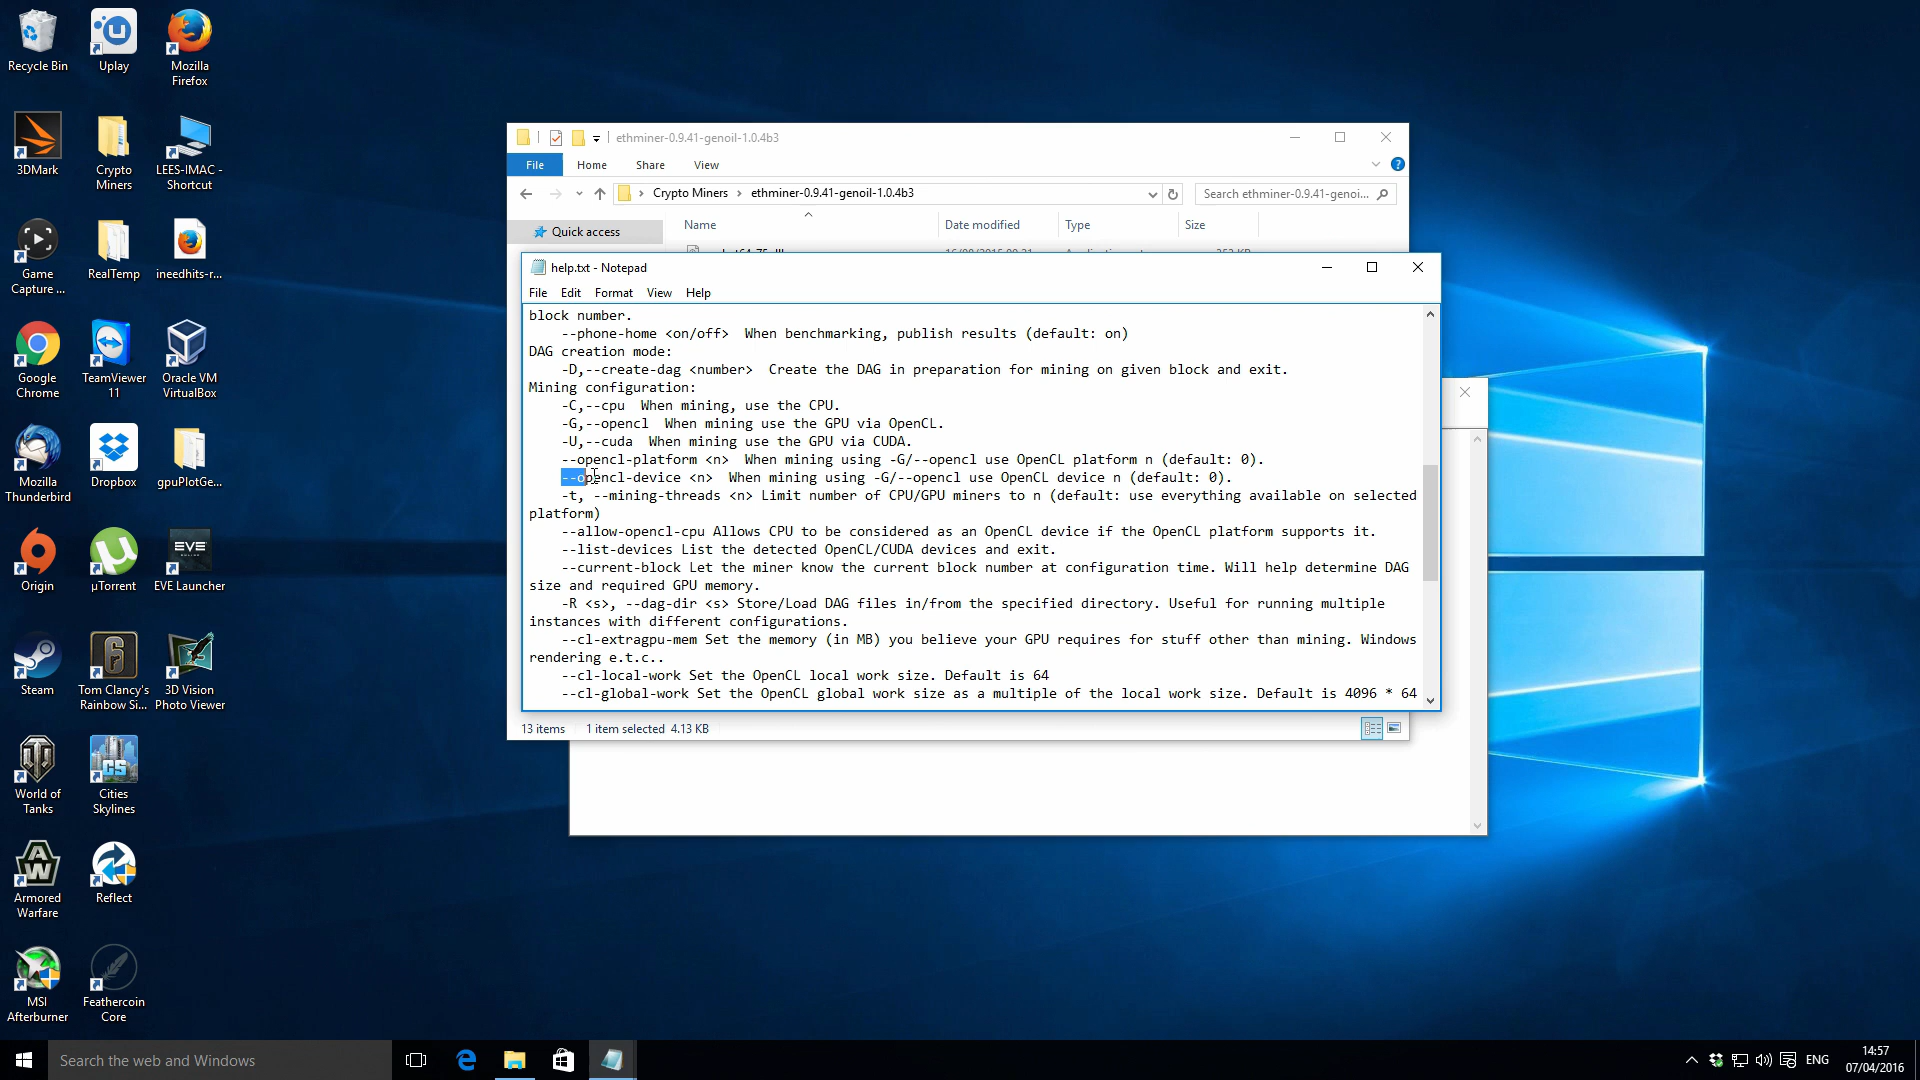 Recycle Bin
Uplay
Mozilla
Firefox
3DMark
Crypto
Miners
LEES-IMAC -
Shortcut
Game
Capture ...
RealTemp
ineedhits-r...
Google
Chrome
TeamViewer
11
Oracle VM
VirtualBox
Mozilla
Thunderbird
Dropbox
gpuPlotGe...
Origin
µTorrent
EVE
EVE Launcher
Steam
Tom Clancy's
Rainbow Si...
3D Vision
Photo Viewer
World of
Tanks
CS
Cities
Skylines
AW
Armored
Warfare
Reflect
MSI
Afterburner
Feathercoin
Core
ethminer-0.9.41-genoil-1.0.4b3
File Home Share View
Crypto Miners ethminer-0.9.41-genoil-1.0.4b3
Search ethminer-0.9.41-genoi...
Quick access
Name Date modified Type Size
help.txt - Notepad
File Edit Format View Help
block number.
--phone-home <on/off>  When benchmarking, publish results (default: on)
DAG creation mode:
-D,--create-dag <number>  Create the DAG in preparation for mining on given block and exit.
Mining configuration:
-C,--cpu  When mining, use the CPU.
-G,--opencl  When mining use the GPU via OpenCL.
-U,--cuda  When mining use the GPU via CUDA.
--opencl-platform <n>  When mining using -G/--opencl use OpenCL platform n (default: 0).
--opencl-device <n>  When mining using -G/--opencl use OpenCL device n (default: 0).
-t, --mining-threads <n> Limit number of CPU/GPU miners to n (default: use everything available on selected
platform)
--allow-opencl-cpu Allows CPU to be considered as an OpenCL device if the OpenCL platform supports it.
--list-devices List the detected OpenCL/CUDA devices and exit.
--current-block Let the miner know the current block number at configuration time. Will help determine DAG
size and required GPU memory.
-R <s>, --dag-dir <s> Store/Load DAG files in/from the specified directory. Useful for running multiple
instances with different configurations.
--cl-extragpu-mem Set the memory (in MB) you believe your GPU requires for stuff other than mining. Windows
rendering e.t.c..
--cl-local-work Set the OpenCL local work size. Default is 64
--cl-global-work Set the OpenCL global work size as a multiple of the local work size. Default is 4096 * 64
13 items 1 item selected 4.13 KB
Search the web and Windows
ENG
14:57
07/04/2016